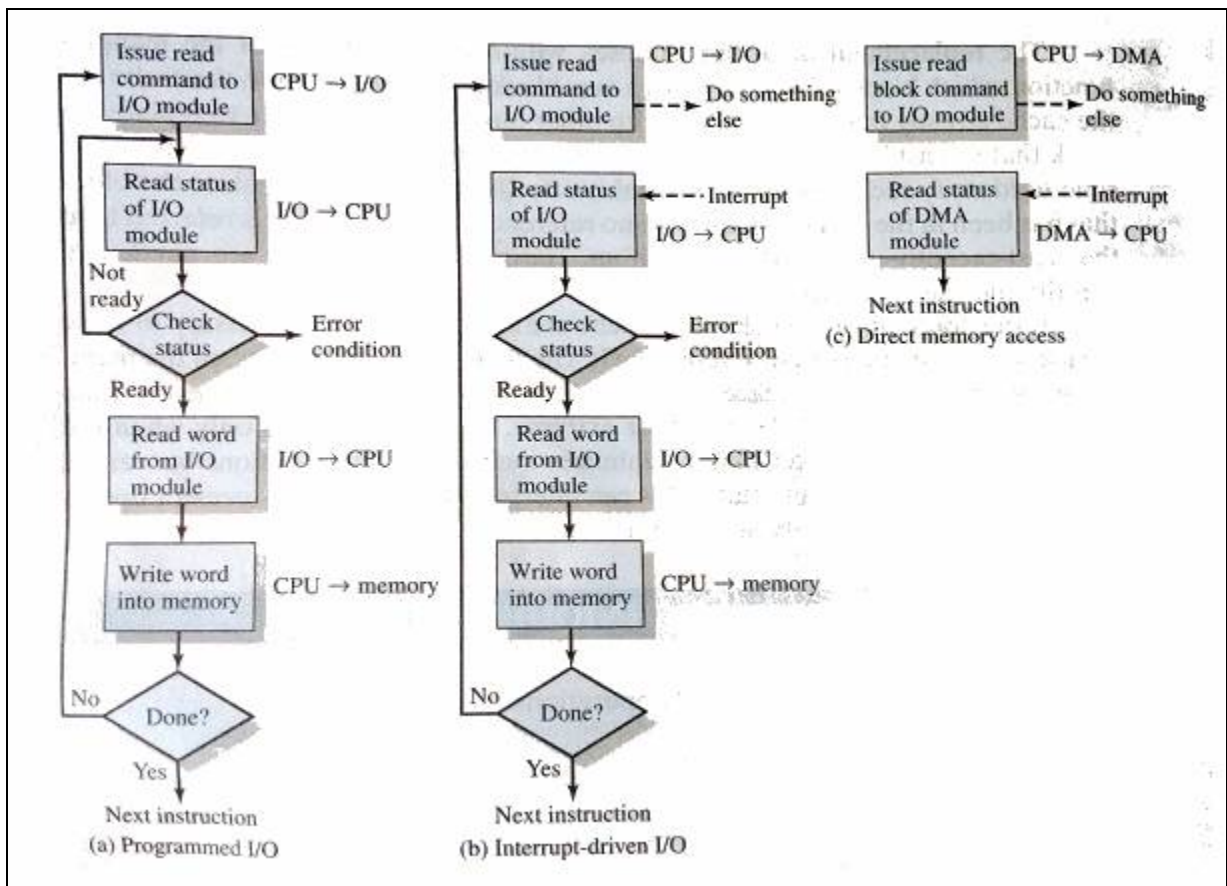 Issue read
command to
I/O module
CPU → I/O
Read status
of I/O
module
I/O → CPU
Not
ready
Check
status
Error
condition
Ready
Read word
from I/O
module
I/O → CPU
Write word
into memory
CPU → memory
No
Done?
Yes
Next instruction
(a) Programmed I/O
Issue read
command to
I/O module
CPU → I/O
Do something
else
Read status
of I/O
module
Interrupt
I/O → CPU
Check
status
Error
condition
Ready
Read word
from I/O
module
I/O → CPU
Write word
into memory
CPU → memory
No
Done?
Yes
Next instruction
(b) Interrupt-driven I/O
Issue read
block command
to I/O module
CPU → DMA
Do something
else
Read status
of DMA
module
Interrupt
DMA → CPU
Next instruction
(c) Direct memory access